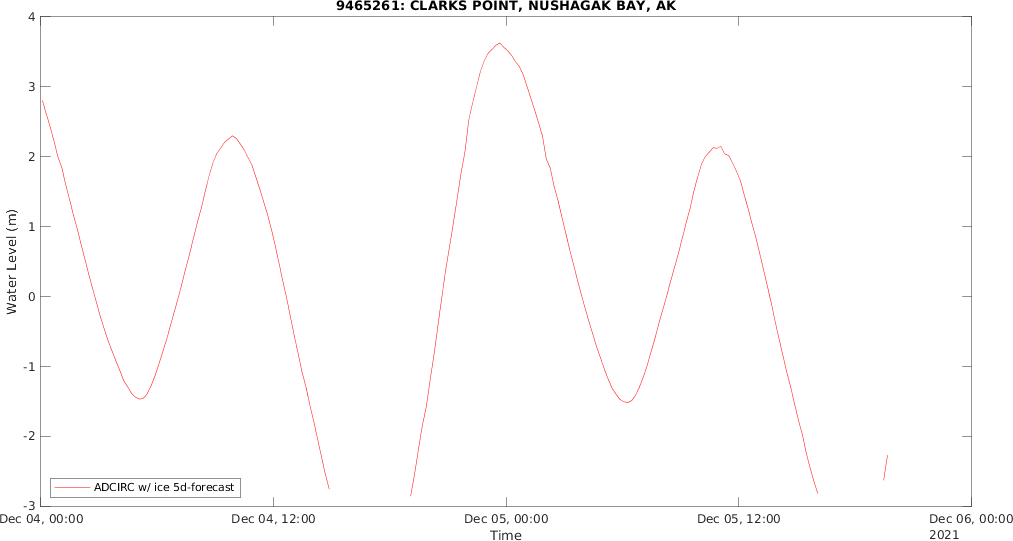 9465261: CLARKS POINT, NUSHAGAK BAY, AK
4
3
2
1
0
-1
-2
-3
Water Level (m)
ADCIRC w/ ice 5d-forecast
Dec 04, 00:00
Dec 04, 12:00
Dec 05, 00:00
Dec 05, 12:00
Dec 06, 00:00
Time
2021